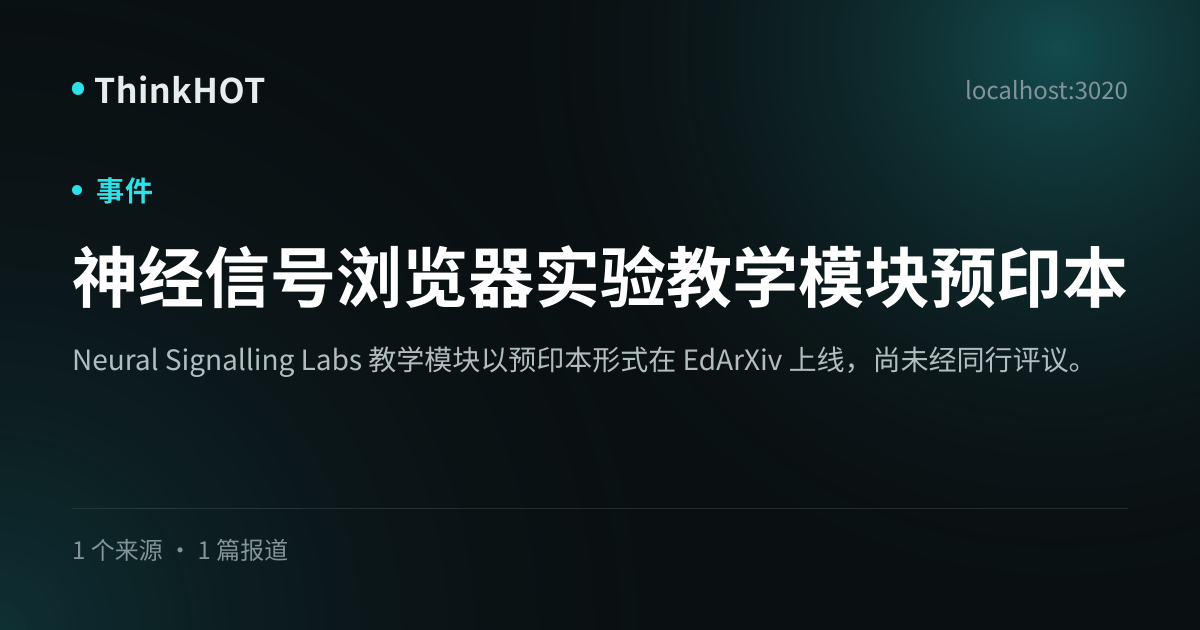 ThinkHOT
localhost:3020
事件
神经信号浏览器实验教学模块预印本
Neural Signalling Labs 教学模块以预印本形式在 EdArXiv 上线，尚未经同行评议。
1 个来源 · 1 篇报道